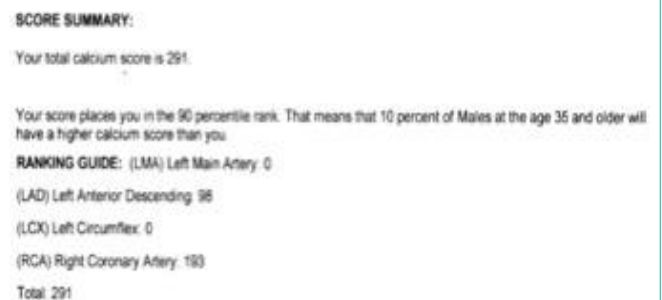 SCORE SUMMARY:
Your total calcium score is 291.
Your score places you in the 90 percentile rank. That means that 10 percent of Males at the age 35 and older will
have a higher calcium score than you.
RANKING GUIDE: (LMA) Left Main Artery: 0
(LAD) Left Anterior Descending: 98
(LCX) Left Circumflex: 0
(RCA) Right Coronary Artery: 193
Total: 291